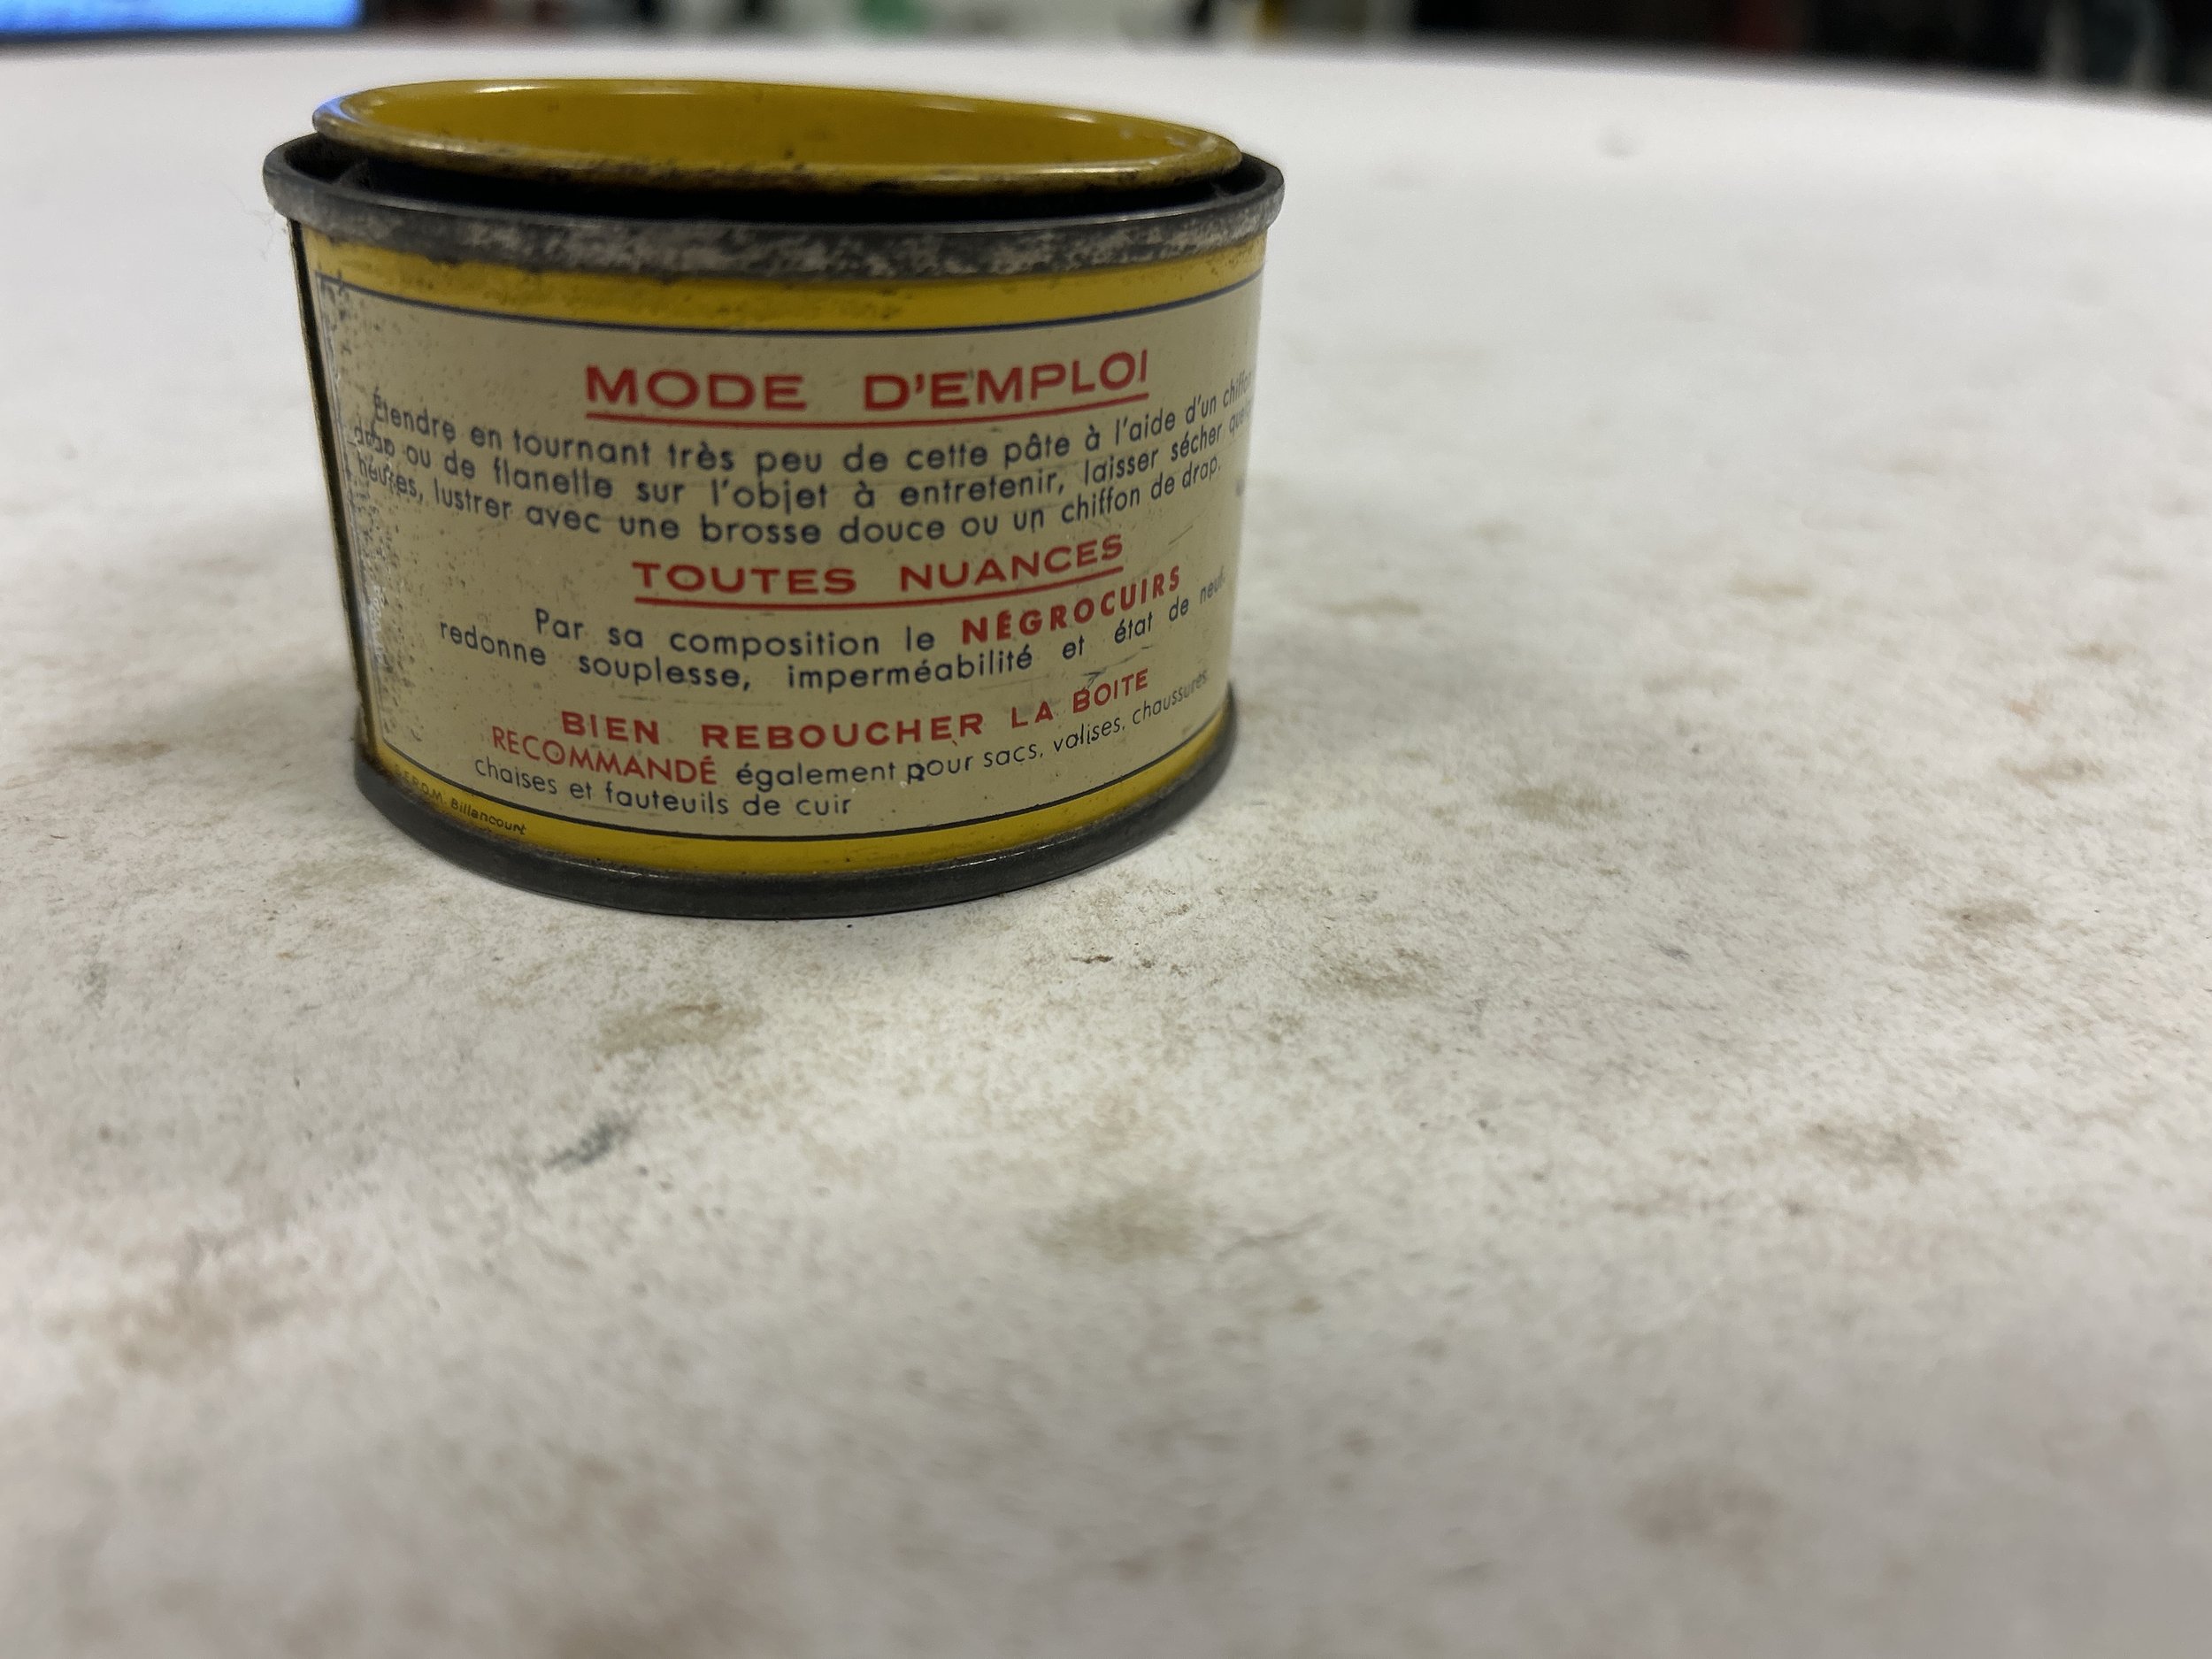 MODE D'EMPLOI
Étendre en tournant très peu de cette pâte à l'aide d'un chiffon
drap ou de flanelle sur l'objet à entretenir, laisser sécher
heures, lustrer avec une brosse douce ou un chiffon de drap.
TOUTES NUANCES
Par sa composition le NÉGROCUIRS
redonne souplesse, imperméabilité et état de neuf.
BIEN REBOUCHER LA BOITE
RECOMMANDÉ également pour sacs, valises, chaussures
chaises et fauteuils de cuir
Billancourt